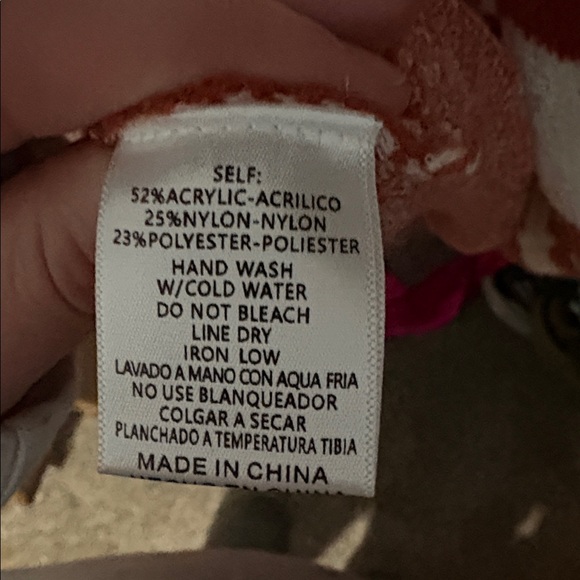 SELF:
52%ACRYLIC-ACRILICO
25%NYLON-NYLON
23%POLYESTER-POLIESTER
HAND WASH
W/COLD WATER
DO NOT BLEACH
LINE DRY
IRON LOW
LAVADO A MANO CON AQUA FRIA
NO USE BLANQUEADOR
COLGAR A SECAR
PLANCHADO A TEMPERATURA TIBIA
MADE IN CHINA